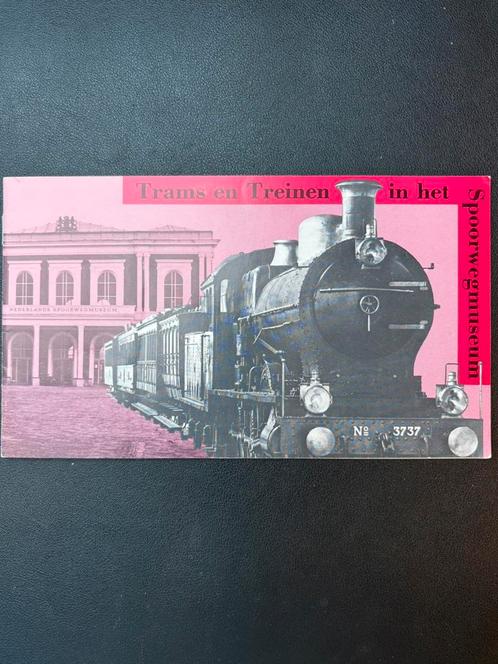 Trams en Treinen in het
Spoorwegmuseum
NEDERLANDS SPOORWEGMUSEUM
No 3737